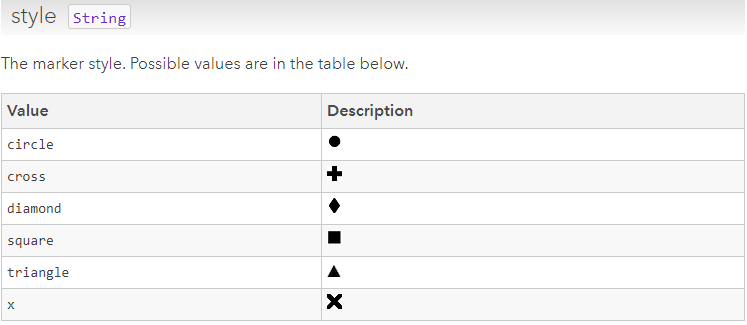 style String
The marker style. Possible values are in the table below.
Value Description
circle
cross
diamond
square
triangle
x